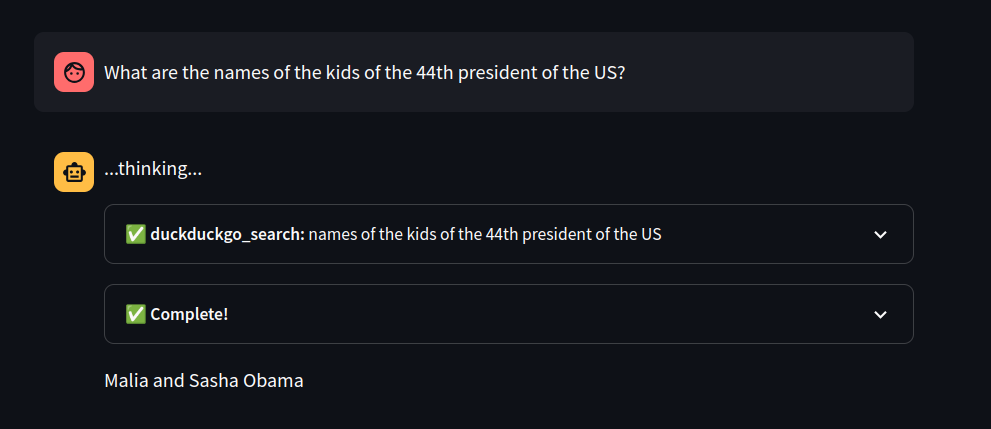 What are the names of the kids of the 44th president of the US?
...thinking...
✅ duckduckgo_search: names of the kids of the 44th president of the US
✅ Complete!
Malia and Sasha Obama